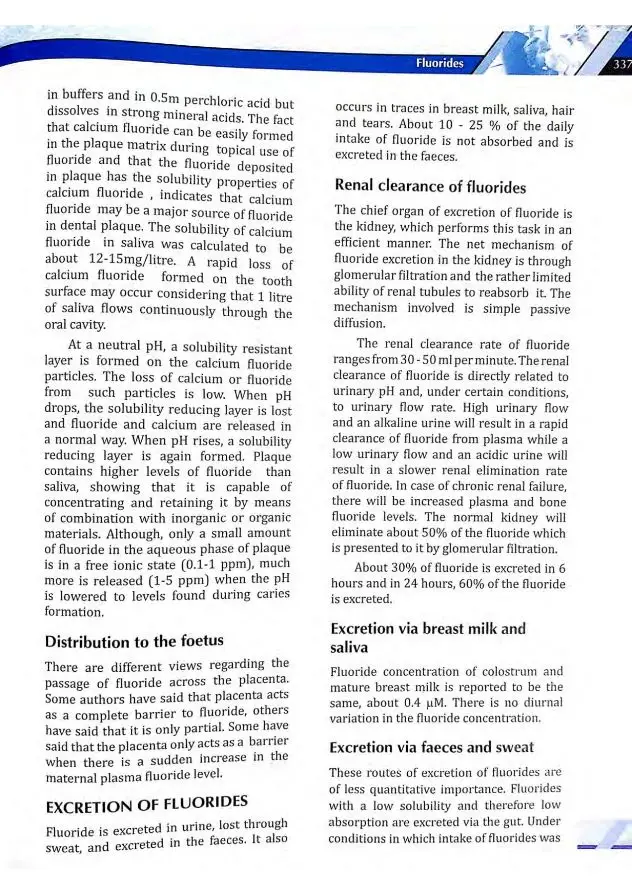 Fluorides
337
in buffers and in 0.5m perchloric acid but
dissolves in strong mineral acids. The fact
that calcium fluoride can be easily formed
in the plaque matrix during topical use of
fluoride and that the fluoride deposited
in plaque has the solubility properties of
calcium fluoride , indicates that calcium
fluoride may be a major source of fluoride
in dental plaque. The solubility of calcium
fluoride in saliva was calculated to be
about 12-15mg/litre. A rapid loss of
calcium fluoride formed on the tooth
surface may occur considering that 1 litre
of saliva flows continuously through the
oral cavity.
At a neutral pH, a solubility resistant
layer is formed on the calcium fluoride
particles. The loss of calcium or fluoride
from such particles is low. When pH
drops, the solubility reducing layer is lost
and fluoride and calcium are released in
a normal way. When pH rises, a solubility
reducing layer is again formed. Plaque
contains higher levels of fluoride than
saliva, showing that it is capable of
concentrating and retaining it by means
of combination with inorganic or organic
materials. Although, only a small amount
of fluoride in the aqueous phase of plaque
is in a free ionic state (0.1-1 ppm), much
more is released (1-5 ppm) when the pH
is lowered to levels found during caries
formation.
Distribution to the foetus
There are different views regarding the
passage of fluoride across the placenta.
Some authors have said that placenta acts
as a complete barrier to fluoride, others
have said that it is only partial. Some have
said that the placenta only acts as a barrier
when there is a sudden increase in the
maternal plasma fluoride level.
EXCRETION OF FLUORIDES
Fluoride is excreted in urine, lost through
sweat, and excreted in the faeces. It also
occurs in traces in breast milk, saliva, hair
and tears. About 10 - 25 % of the daily
intake of fluoride is not absorbed and is
excreted in the faeces.
Renal clearance of fluorides
The chief organ of excretion of fluoride is
the kidney, which performs this task in an
efficient manner. The net mechanism of
fluoride excretion in the kidney is through
glomerular filtration and the rather limited
ability of renal tubules to reabsorb it. The
mechanism involved is simple passive
diffusion.
The renal clearance rate of fluoride
ranges from 30 - 50 ml per minute. The renal
clearance of fluoride is directly related to
urinary pH and, under certain conditions,
to urinary flow rate. High urinary flow
and an alkaline urine will result in a rapid
clearance of fluoride from plasma while a
low urinary flow and an acidic urine will
result in a slower renal elimination rate
of fluoride. In case of chronic renal failure,
there will be increased plasma and bone
fluoride levels. The normal kidney will
eliminate about 50% of the fluoride which
is presented to it by glomerular filtration.
About 30% of fluoride is excreted in 6
hours and in 24 hours, 60% of the fluoride
is excreted.
Excretion via breast milk and
saliva
Fluoride concentration of colostrum and
mature breast milk is reported to be the
same, about 0.4 µM. There is no diurnal
variation in the fluoride concentration.
Excretion via faeces and sweat
These routes of excretion of fluorides are
of less quantitative importance. Fluorides
with a low solubility and therefore low
absorption are excreted via the gut. Under
conditions in which intake of fluorides was